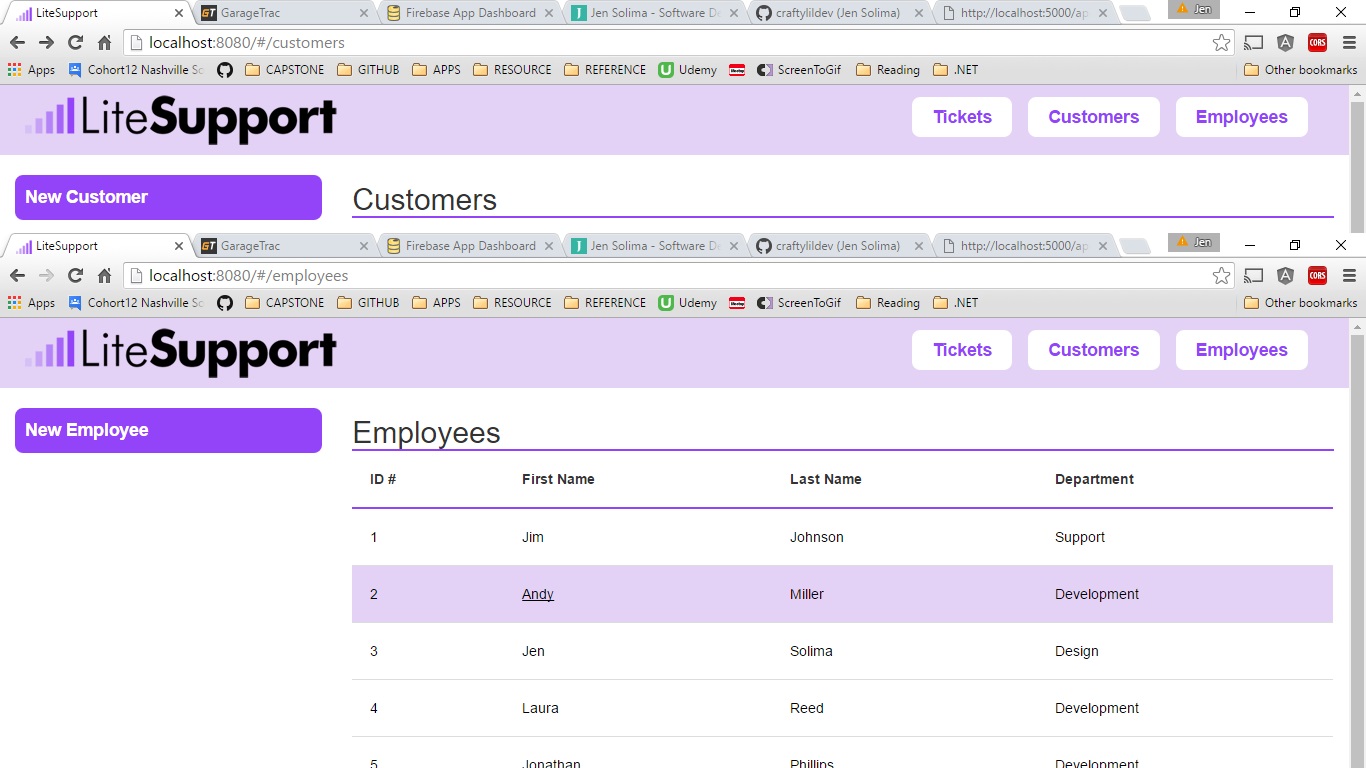 LiteSupport GarageTrac Firebase App Dashboard Jen Solima - Software De craftylildev (Jen Solima) http://localhost:5000/ap Jen
localhost:8080/#/customers CORS
Apps Cohort12 Nashville Sc CAPSTONE GITHUB APPS RESOURCE REFERENCE Udemy Meetup ScreenToGif Reading .NET Other bookmarks
LiteSupport Tickets Customers Employees
New Customer Customers
LiteSupport GarageTrac Firebase App Dashboard Jen Solima - Software De craftylildev (Jen Solima) http://localhost:5000/ap Jen
localhost:8080/#/employees CORS
Apps Cohort12 Nashville Sc CAPSTONE GITHUB APPS RESOURCE REFERENCE Udemy Meetup ScreenToGif Reading .NET Other bookmarks
LiteSupport Tickets Customers Employees
New Employee Employees
ID # First Name Last Name Department
1 Jim Johnson Support
2 Andy Miller Development
3 Jen Solima Design
4 Laura Reed Development
5 Jonathan Phillips Development